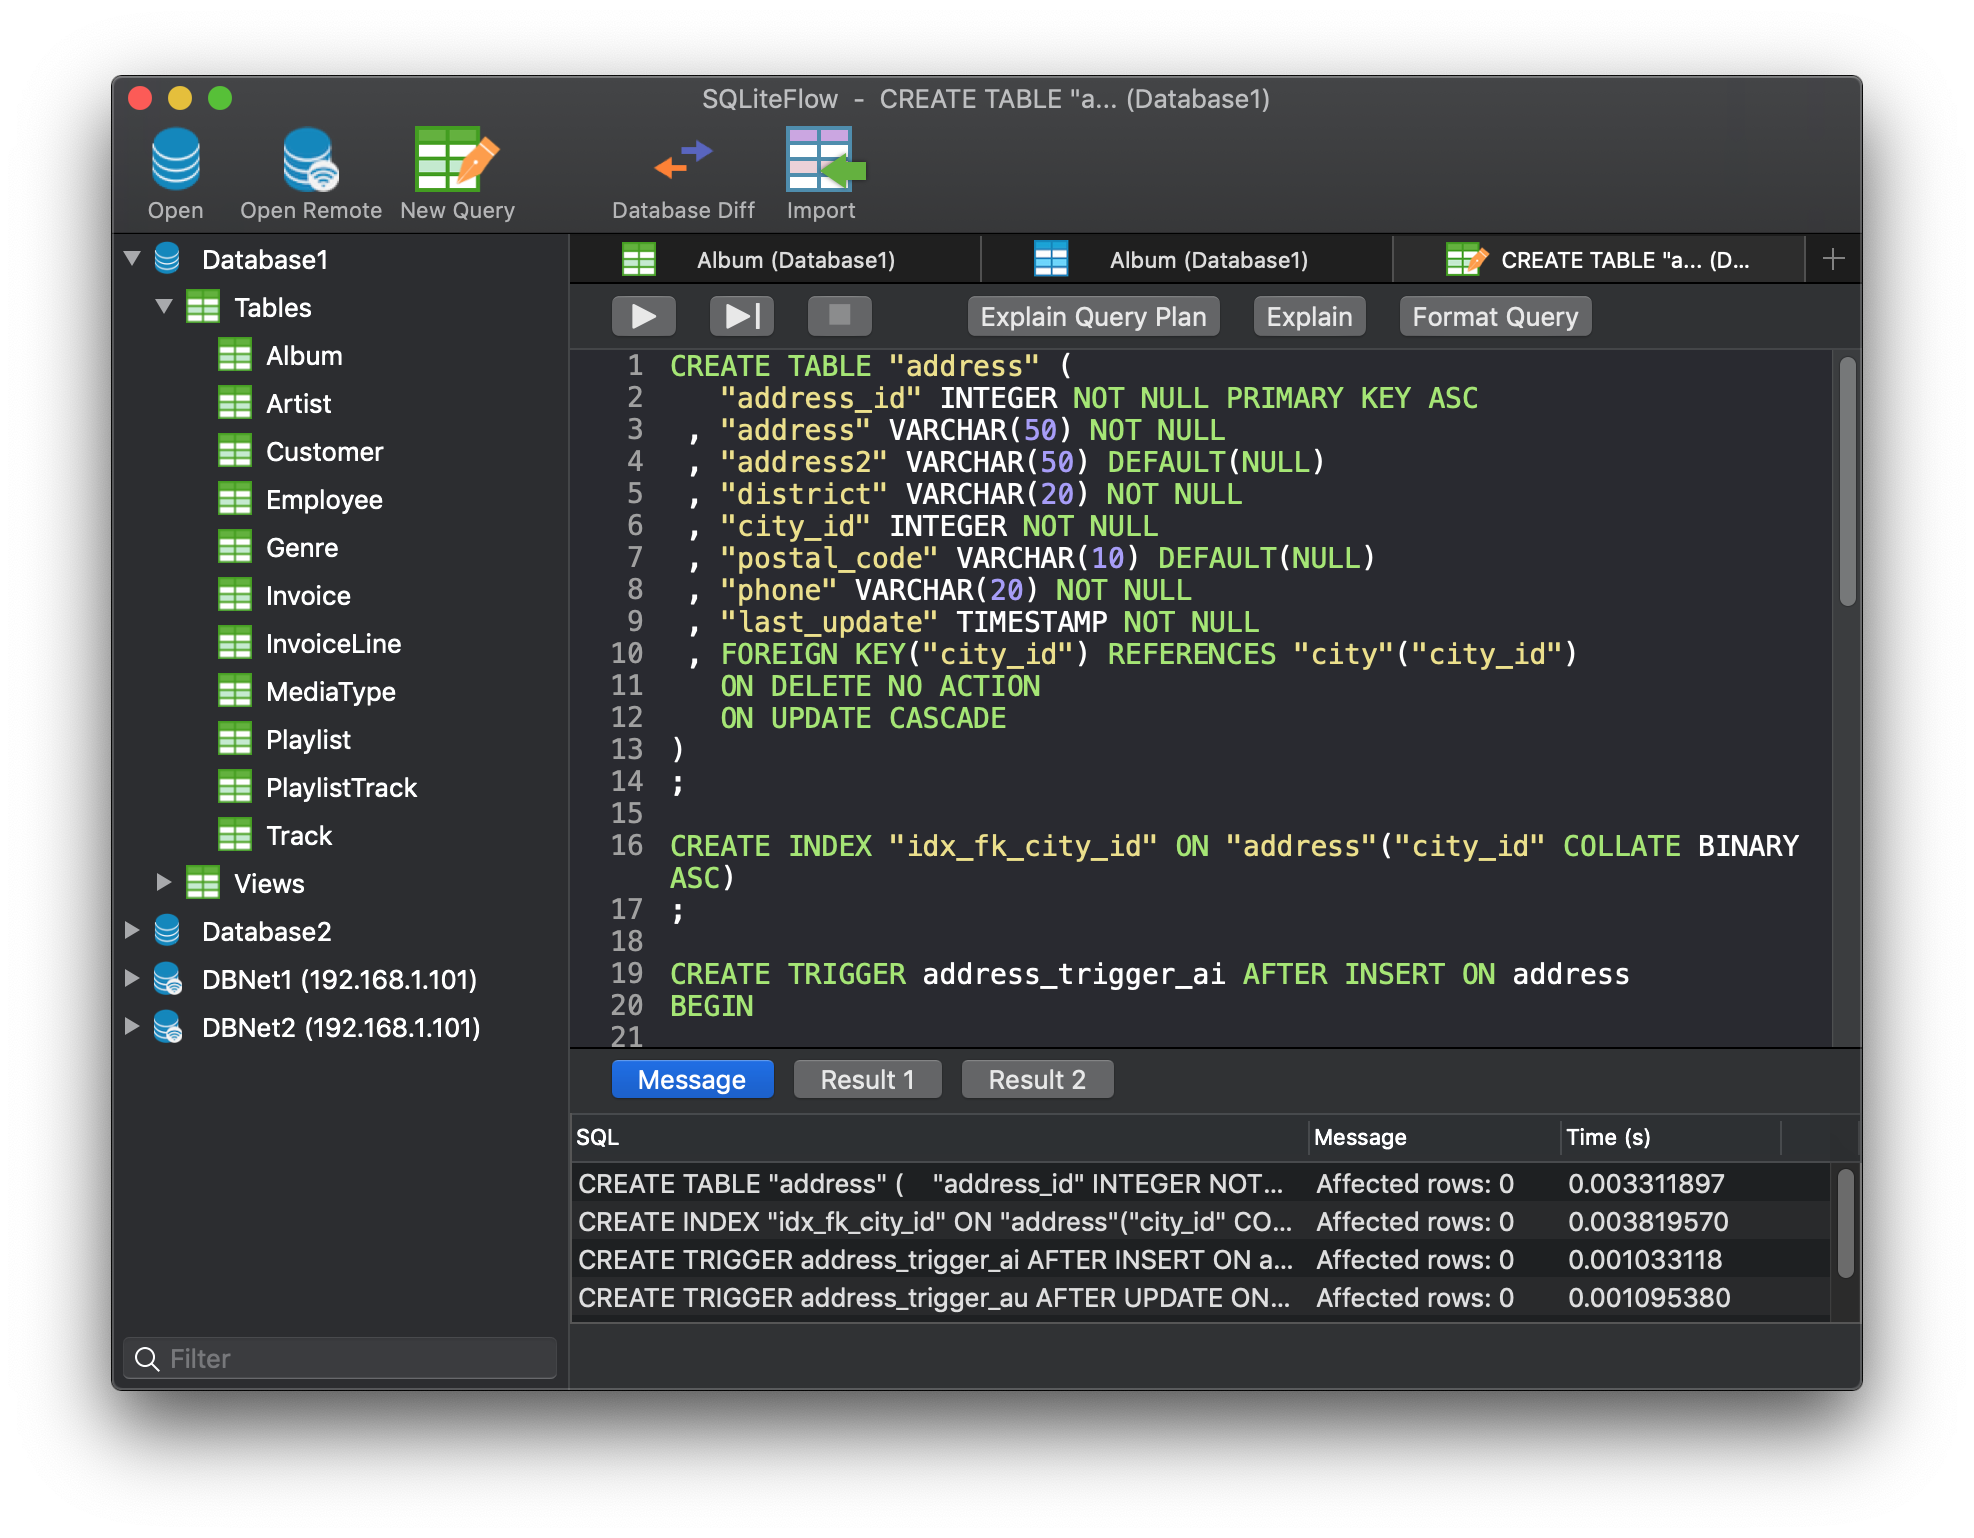 SQLiteFlow - CREATE TABLE "a... (Database1)
Open
Open Remote
New Query
Database Diff
Import
Database1
Tables
Album
Artist
Customer
Employee
Genre
Invoice
InvoiceLine
MediaType
Playlist
PlaylistTrack
Track
Views
Database2
DBNet1 (192.168.1.101)
DBNet2 (192.168.1.101)
Filter
Album (Database1)
Album (Database1)
CREATE TABLE "a... (D...
Explain Query Plan
Explain
Format Query
1 CREATE TABLE "address" (
2 "address_id" INTEGER NOT NULL PRIMARY KEY ASC
3 , "address" VARCHAR(50) NOT NULL
4 , "address2" VARCHAR(50) DEFAULT(NULL)
5 , "district" VARCHAR(20) NOT NULL
6 , "city_id" INTEGER NOT NULL
7 , "postal_code" VARCHAR(10) DEFAULT(NULL)
8 , "phone" VARCHAR(20) NOT NULL
9 , "last_update" TIMESTAMP NOT NULL
10 , FOREIGN KEY("city_id") REFERENCES "city"("city_id")
11 ON DELETE NO ACTION
12 ON UPDATE CASCADE
13 )
14 ;
15
16 CREATE INDEX "idx_fk_city_id" ON "address"("city_id" COLLATE BINARY
ASC)
17 ;
18
19 CREATE TRIGGER address_trigger_ai AFTER INSERT ON address
20 BEGIN
21
Message
Result 1
Result 2
SQL Message Time (s)
CREATE TABLE "address" ( "address_id" INTEGER NOT... Affected rows: 0 0.003311897
CREATE INDEX "idx_fk_city_id" ON "address"("city_id" CO... Affected rows: 0 0.003819570
CREATE TRIGGER address_trigger_ai AFTER INSERT ON a... Affected rows: 0 0.001033118
CREATE TRIGGER address_trigger_au AFTER UPDATE ON... Affected rows: 0 0.001095380